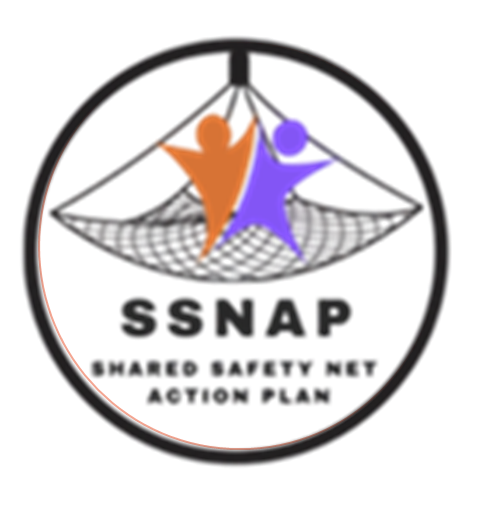 SSNAP
SHARED SAFETY NET
ACTION PLAN